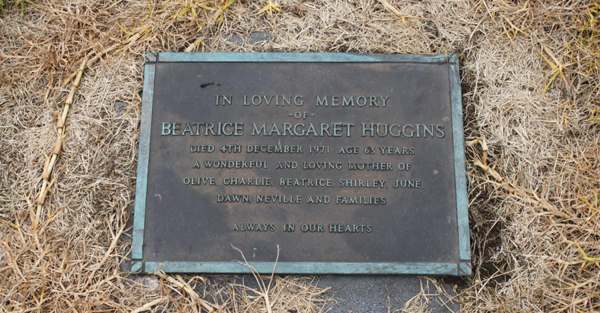 IN LOVING MEMORY
-OF-
BEATRICE MARGARET HUGGINS
DIED 4TH DECEMBER 1971 AGE 63 YEARS
A WONDERFUL AND LOVING MOTHER OF
OLIVE, CHARLIE, BEATRICE, SHIRLEY, JUNE,
DAWN, NEVILLE AND FAMILIES
ALWAYS IN OUR HEARTS